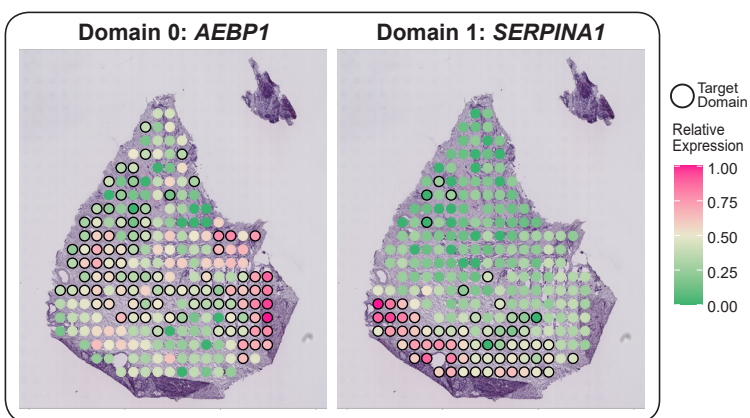 Domain 0: AEBP1
Domain 1: SERPINA1
Target
Domain
Relative
Expression
1.00
0.75
0.50
0.25
0.00